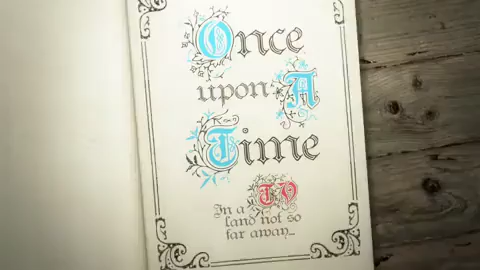 Once
upon A
Time
In a TV
land not so
far away...